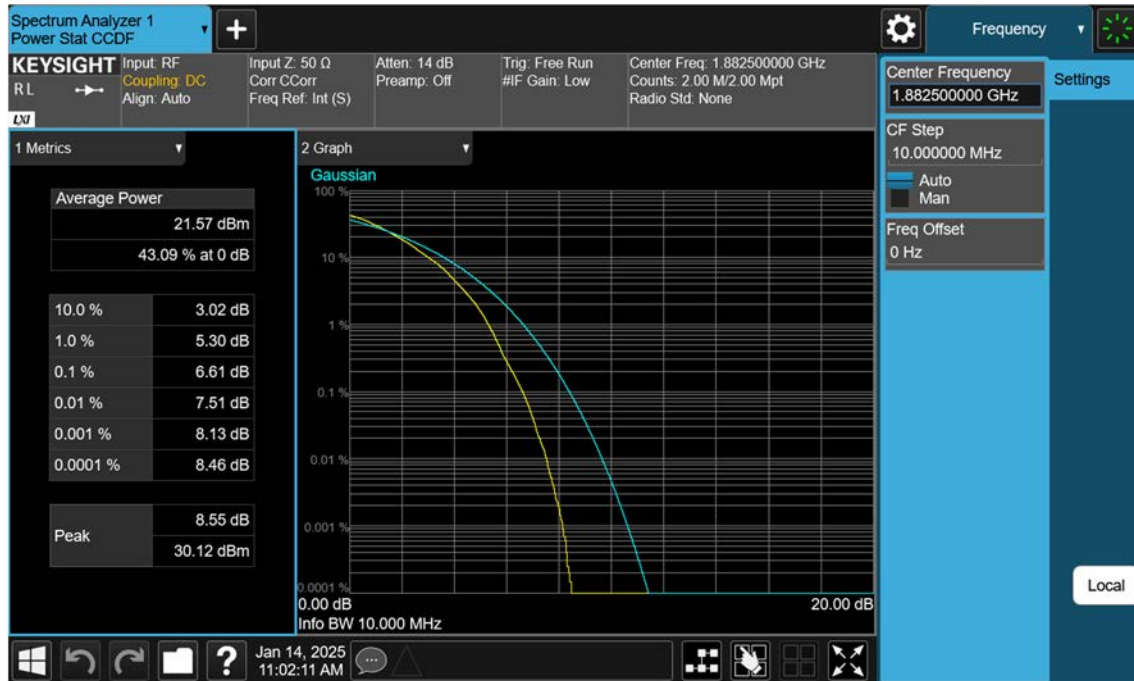 Spectrum Analyzer 1
Power Stat CCDF
Frequency
KEYSIGHT
R L
LXI
Input: RF
Coupling: DC
Align: Auto
Input Z: 50 Ω
Corr CCorr
Freq Ref: Int (S)
Atten: 14 dB
Preamp: Off
Trig: Free Run
#IF Gain: Low
Center Freq: 1.882500000 GHz
Counts: 2.00 M/2.00 Mpt
Radio Std: None
Center Frequency
1.882500000 GHz
Settings
CF Step
10.000000 MHz
Auto
Man
Freq Offset
0 Hz
Local
1 Metrics
Average Power
21.57 dBm
43.09 % at 0 dB
10.0 % 3.02 dB
1.0 % 5.30 dB
0.1 % 6.61 dB
0.01 % 7.51 dB
0.001 % 8.13 dB
0.0001 % 8.46 dB
Peak
8.55 dB
30.12 dBm
2 Graph
Gaussian
100 %
10 %
1 %
0.1 %
0.01 %
0.001 %
0.0001 %
0.00 dB 20.00 dB
Info BW 10.000 MHz
?
Jan 14, 2025
11:02:11 AM